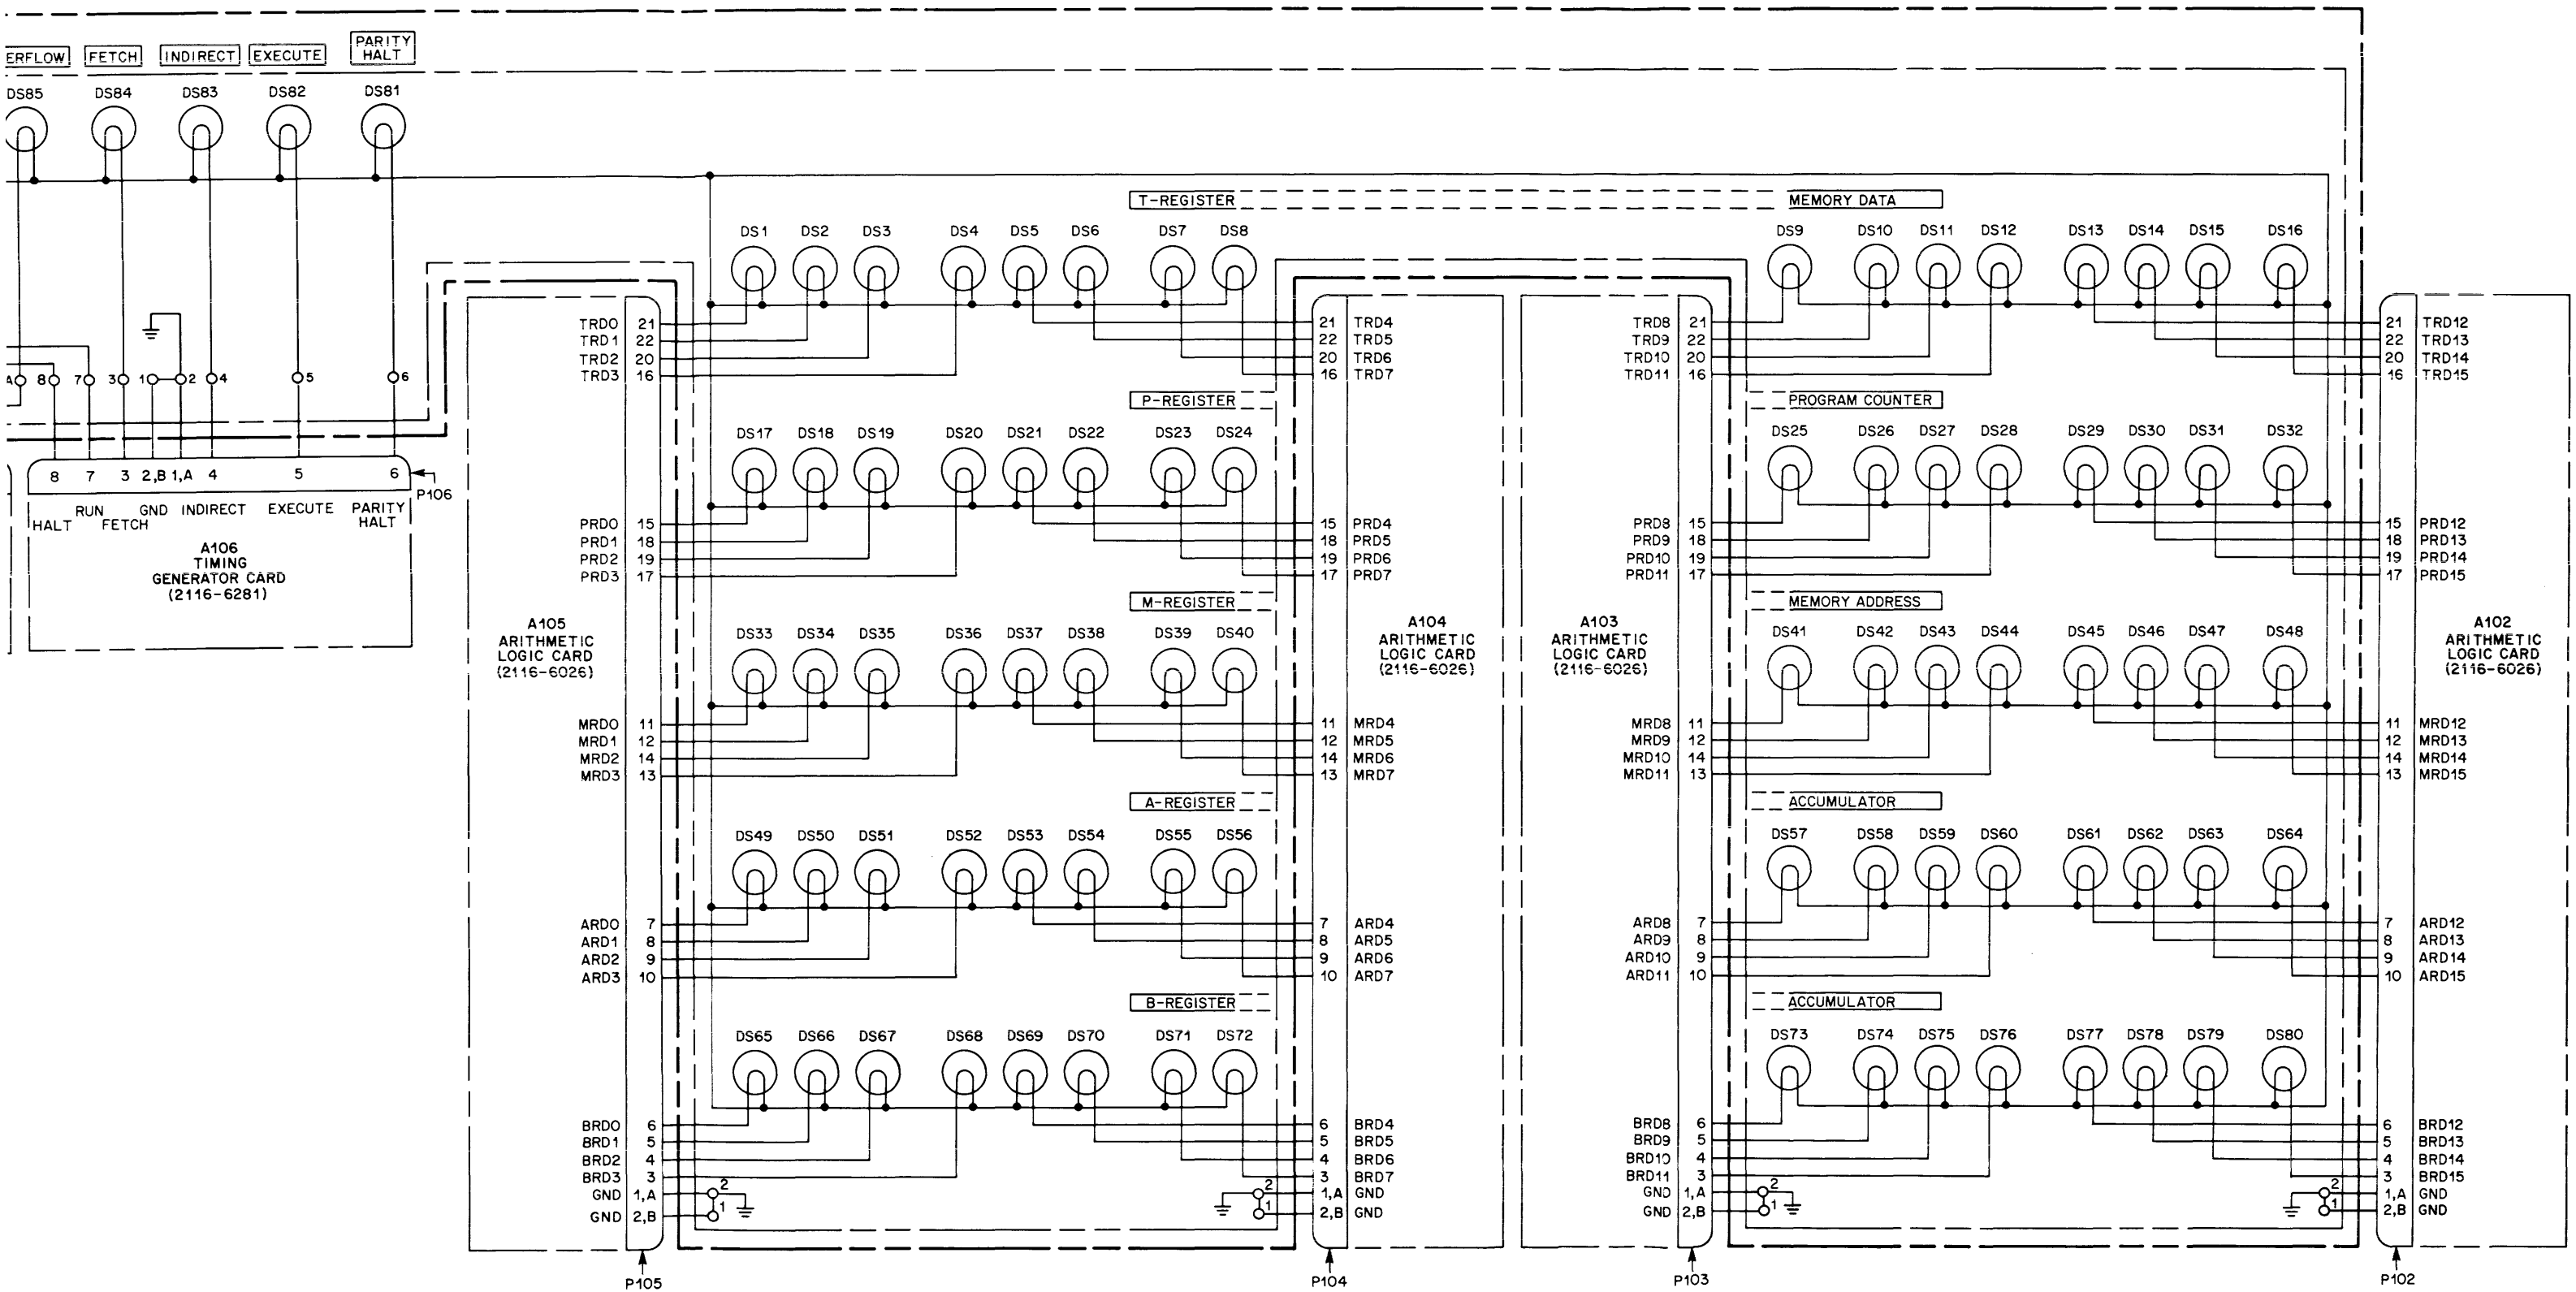 ERFLOW FETCH INDIRECT EXECUTE PARITY
HALT
DS85 DS84 DS83 DS82 DS81
T-REGISTER MEMORY DATA
DS1 DS2 DS3 DS4 DS5 DS6 DS7 DS8 DS9 DS10 DS11 DS12 DS13 DS14 DS15 DS16
TRD0 21 21 TRD4 TRD8 21 21 TRD12
TRD1 22 22 TRD5 TRD9 22 22 TRD13
TRD2 20 20 TRD6 TRD10 20 20 TRD14
TRD3 16 16 TRD7 TRD11 16 16 TRD15
A 8 7 3 1 2 4 5 6
P-REGISTER PROGRAM COUNTER
DS17 DS18 DS19 DS20 DS21 DS22 DS23 DS24 DS25 DS26 DS27 DS28 DS29 DS30 DS31 DS32
8 7 3 2,B 1,A 4 5 6
P106
HALT RUN FETCH GND INDIRECT EXECUTE PARITY
HALT
A106
TIMING
GENERATOR CARD
(2116-6281)
PRD0 15 15 PRD4 PRD8 15 15 PRD12
PRD1 18 18 PRD5 PRD9 18 18 PRD13
PRD2 19 19 PRD6 PRD10 19 19 PRD14
PRD3 17 17 PRD7 PRD11 17 17 PRD15
M-REGISTER MEMORY ADDRESS
A105
ARITHMETIC
LOGIC CARD
(2116-6026)
A104
ARITHMETIC
LOGIC CARD
(2116-6026)
A103
ARITHMETIC
LOGIC CARD
(2116-6026)
A102
ARITHMETIC
LOGIC CARD
(2116-6026)
DS33 DS34 DS35 DS36 DS37 DS38 DS39 DS40 DS41 DS42 DS43 DS44 DS45 DS46 DS47 DS48
MRD0 11 11 MRD4 MRD8 11 11 MRD12
MRD1 12 12 MRD5 MRD9 12 12 MRD13
MRD2 14 14 MRD6 MRD10 14 14 MRD14
MRD3 13 13 MRD7 MRD11 13 13 MRD15
A-REGISTER ACCUMULATOR
DS49 DS50 DS51 DS52 DS53 DS54 DS55 DS56 DS57 DS58 DS59 DS60 DS61 DS62 DS63 DS64
ARD0 7 7 ARD4 ARD8 7 7 ARD12
ARD1 8 8 ARD5 ARD9 8 8 ARD13
ARD2 9 9 ARD6 ARD10 9 9 ARD14
ARD3 10 10 ARD7 ARD11 10 10 ARD15
B-REGISTER ACCUMULATOR
DS65 DS66 DS67 DS68 DS69 DS70 DS71 DS72 DS73 DS74 DS75 DS76 DS77 DS78 DS79 DS80
BRD0 6 6 BRD4 BRD8 6 6 BRD12
BRD1 5 5 BRD5 BRD9 5 5 BRD13
BRD2 4 4 BRD6 BRD10 4 4 BRD14
BRD3 3 3 BRD7 BRD11 3 3 BRD15
GND 1,A 2 2 1,A GND GND 1,A 2 2 1,A GND
GND 2,B 1 1 2,B GND GND 2,B 1 1 2,B GND
P105 P104 P103 P102